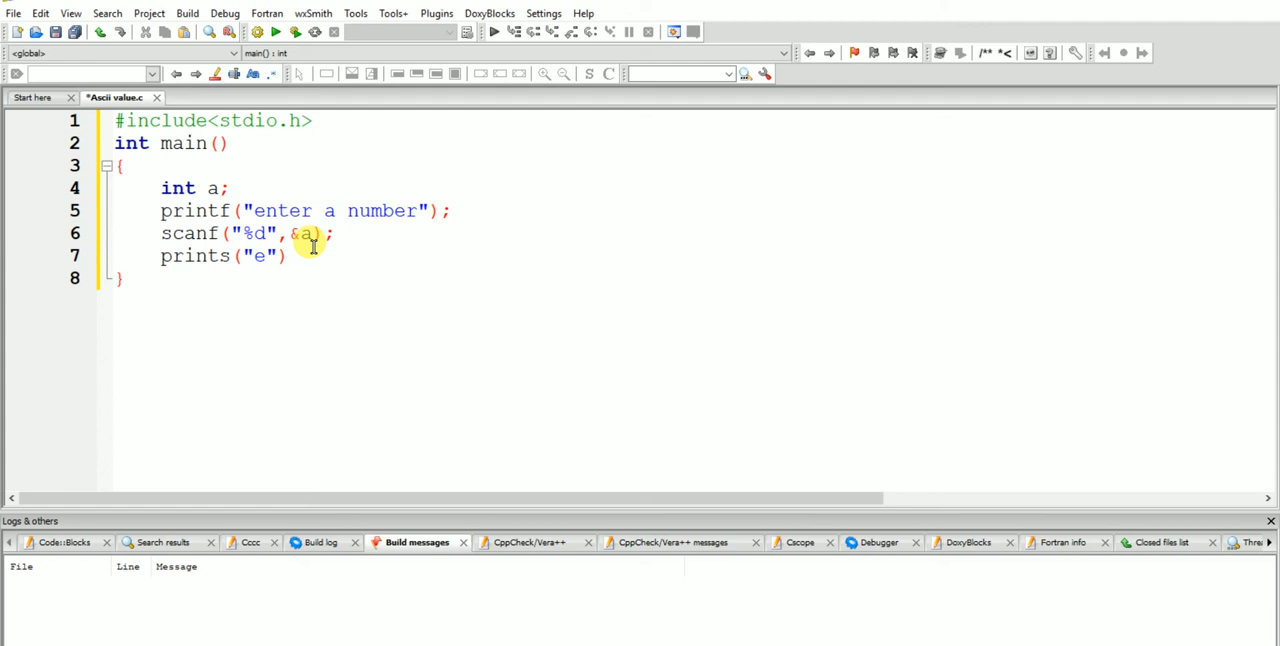 File Edit View Search Project Build Debug Fortran wxSmith Tools Tools+ Plugins DoxyBlocks Settings Help
<global> main() : int
/** *<
S C
Start here *Ascii value.c
1 #include<stdio.h>
2 int main()
3 {
4 int a;
5 printf("enter a number");
6 scanf("%d",&a);
7 prints("e")
8 }
Logs & others
Code::Blocks Search results Cccc Build log Build messages CppCheck/Vera++ CppCheck/Vera++ messages Cscope Debugger DoxyBlocks Fortran info Closed files list Threa
File Line Message